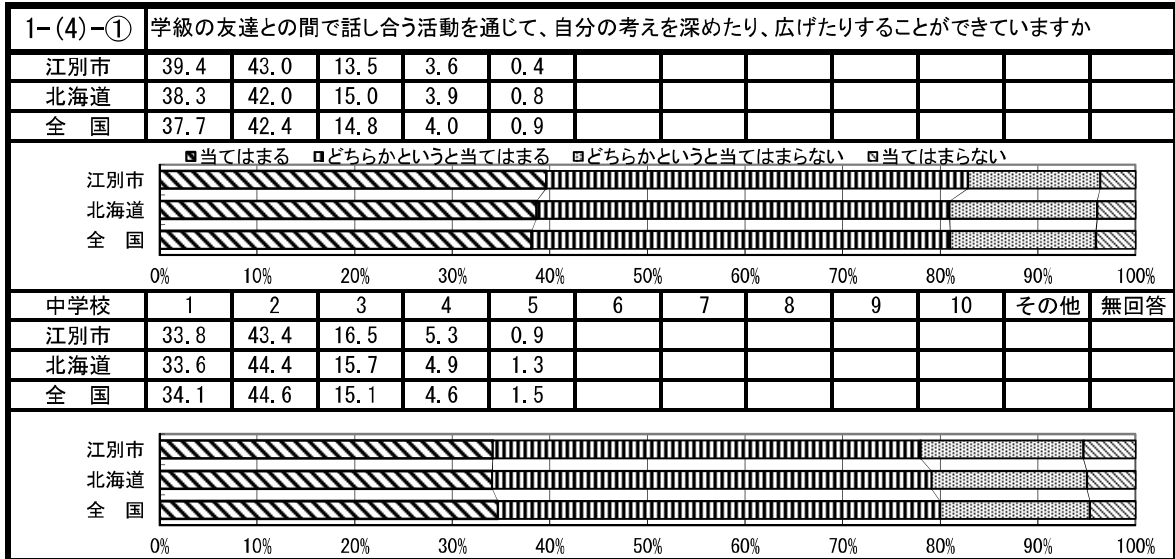 1-(4)-① 学級の友達との間で話し合う活動を通じて、自分の考えを深めたり、広げたりすることができていますか
江別市 39.4 43.0 13.5 3.6 0.4
北海道 38.3 42.0 15.0 3.9 0.8
全 国 37.7 42.4 14.8 4.0 0.9
当てはまる どちらかというと当てはまる どちらかというと当てはまらない 当てはまらない
江別市
北海道
全 国
0% 10% 20% 30% 40% 50% 60% 70% 80% 90% 100%
中学校 1 2 3 4 5 6 7 8 9 10 その他 無回答
江別市 33.8 43.4 16.5 5.3 0.9
北海道 33.6 44.4 15.7 4.9 1.3
全 国 34.1 44.6 15.1 4.6 1.5
江別市
北海道
全 国
0% 10% 20% 30% 40% 50% 60% 70% 80% 90% 100%